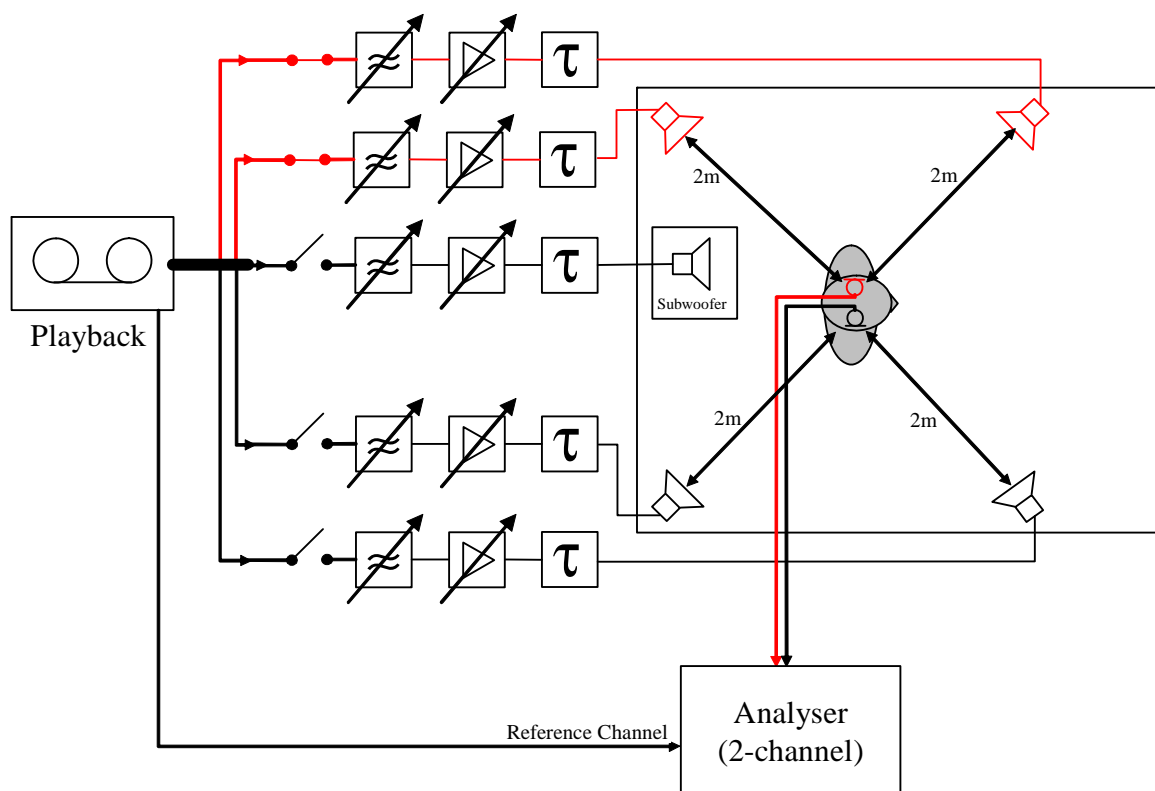 τ
τ
2m
2m
τ
Subwoofer
Playback
2m
2m
τ
τ
Reference Channel
Analyser
(2-channel)